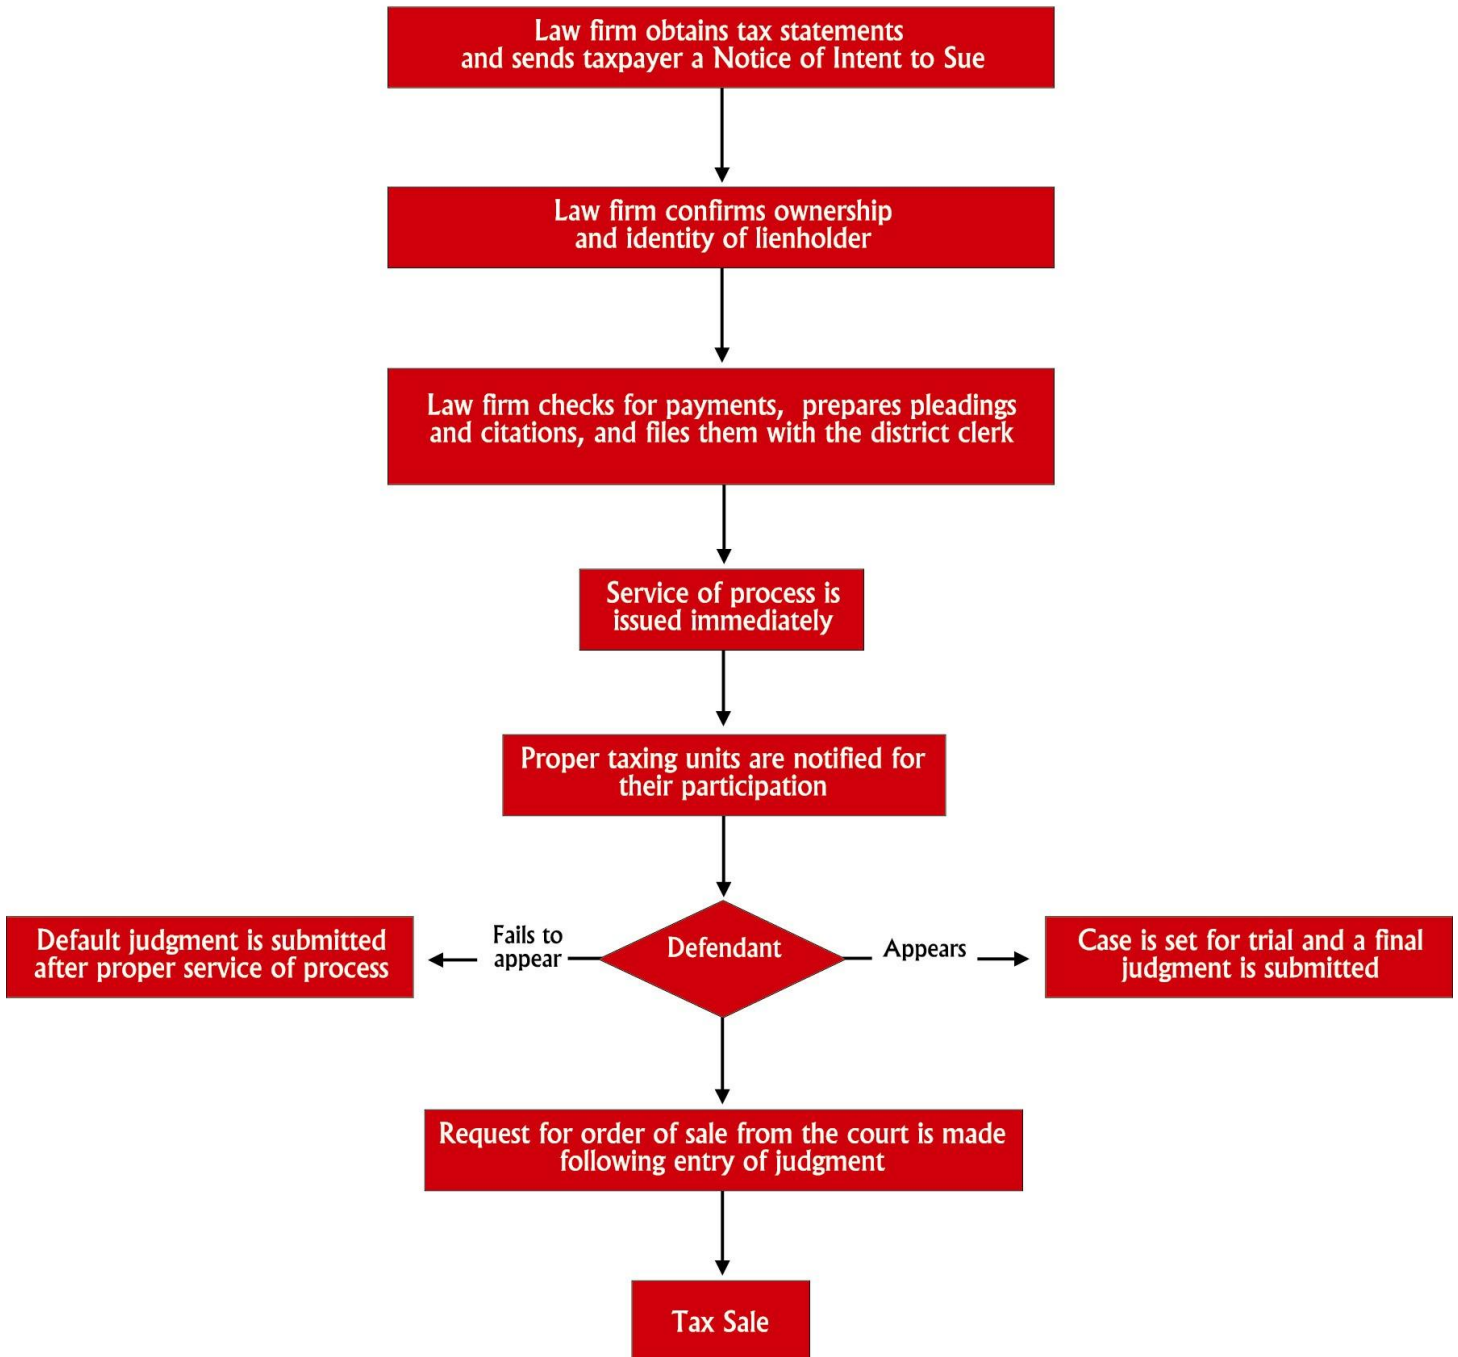 Law firm obtains tax statements
and sends taxpayer a Notice of Intent to Sue
Law firm confirms ownership
and identity of lienholder
Law firm checks for payments,  prepares pleadings
and citations, and files them with the district clerk
Service of process is
issued immediately
Proper taxing units are notified for
their participation
Default judgment is submitted
after proper service of process
Fails to
appear
Defendant
Appears
Case is set for trial and a final
judgment is submitted
Request for order of sale from the court is made
following entry of judgment
Tax Sale